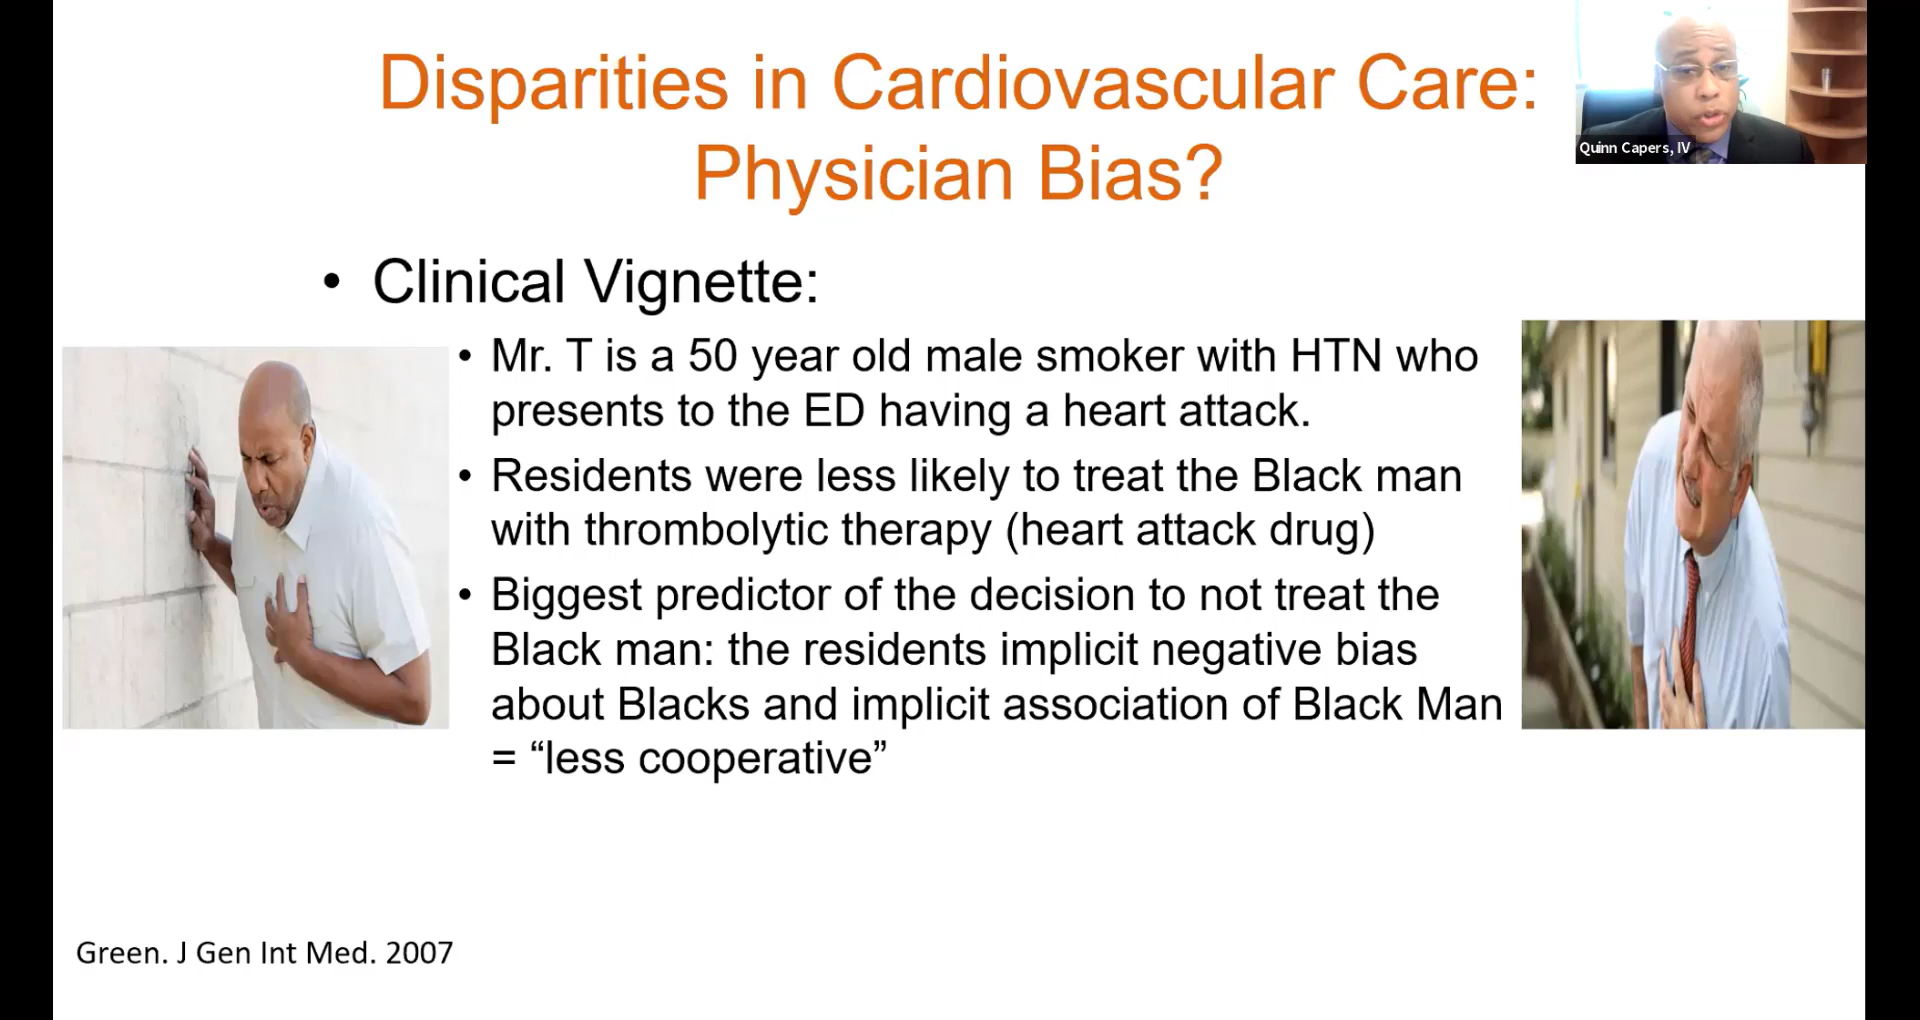 Disparities in Cardiovascular Care:
Physician Bias?
Quinn Capers, IV
• Clinical Vignette:
• Mr. T is a 50 year old male smoker with HTN who
presents to the ED having a heart attack.
• Residents were less likely to treat the Black man
with thrombolytic therapy (heart attack drug)
• Biggest predictor of the decision to not treat the
Black man: the residents implicit negative bias
about Blacks and implicit association of Black Man
= “less cooperative”
Green. J Gen Int Med. 2007